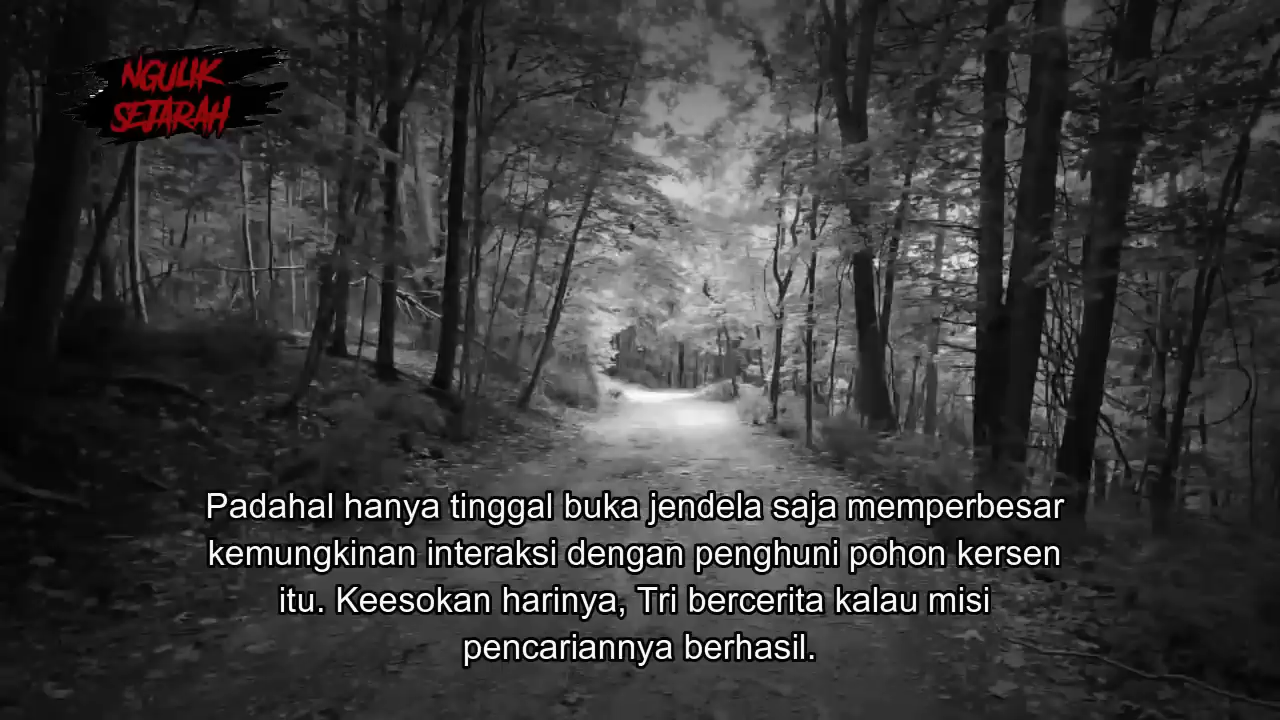 NGULIK
SEJARAH
Padahal hanya tinggal buka jendela saja memperbesar
kemungkinan interaksi dengan penghuni pohon kersen
itu. Keesokan harinya, Tri bercerita kalau misi
pencariannya berhasil.